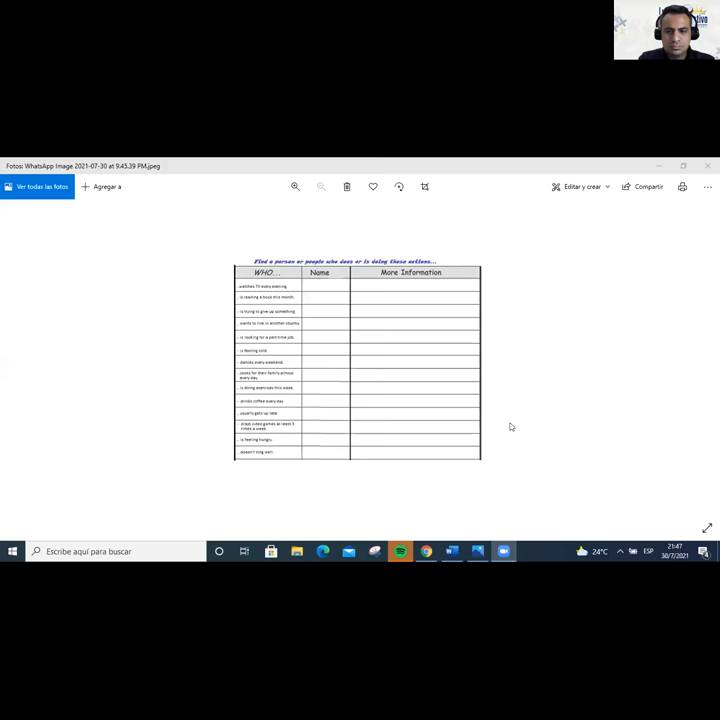 Fotos: WhatsApp Image 2021-07-30 at 9.45.39 PM.jpeg
Ver todas las fotos
Agregar a
Editar y crear
Compartir
Find a person or people who does or is doing these actions...
WHO... Name More Information
...watches TV every evening.
...is reading a book this month.
...is trying to give up something.
...wants to live in another country.
...is looking for a part-time job.
...is feeling cold.
...dances every weekend.
...cooks for their family almost
every day.
...is doing exercises this week.
...drinks coffee every day.
...usually gets up late.
...plays video games at least 3
times a week.
...is feeling hungry.
...doesn't sing well.
Escribe aquí para buscar
24°C
ESP
21:47
30/7/2021